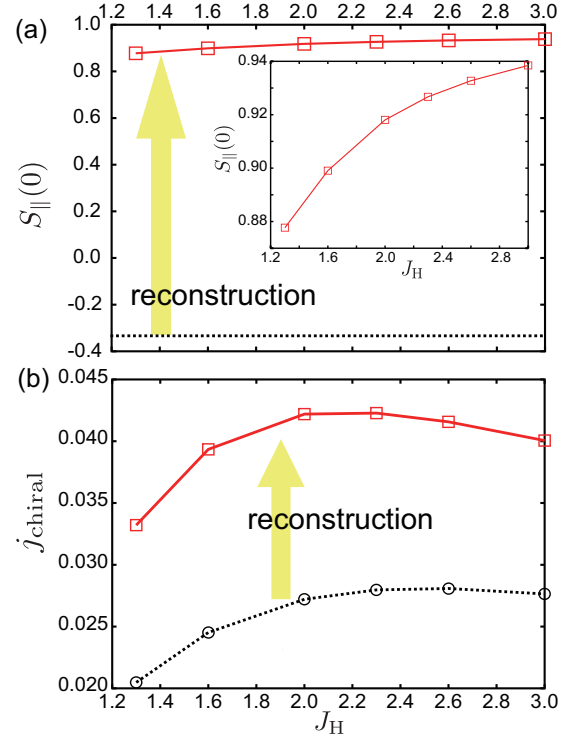 (a)
1.2 1.4 1.6 1.8 2.0 2.2 2.4 2.6 2.8 3.0
1.0
0.8
0.6
0.4
0.2
0.0
-0.2
-0.4
S∥(0)
reconstruction
0.94
0.92
0.90
0.88
S∥(0)
1.2 1.6 2.0 2.4 2.8
J_H
(b)
0.045
0.040
0.035
0.030
0.025
0.020
j_chiral
reconstruction
1.2 1.4 1.6 1.8 2.0 2.2 2.4 2.6 2.8 3.0
J_H